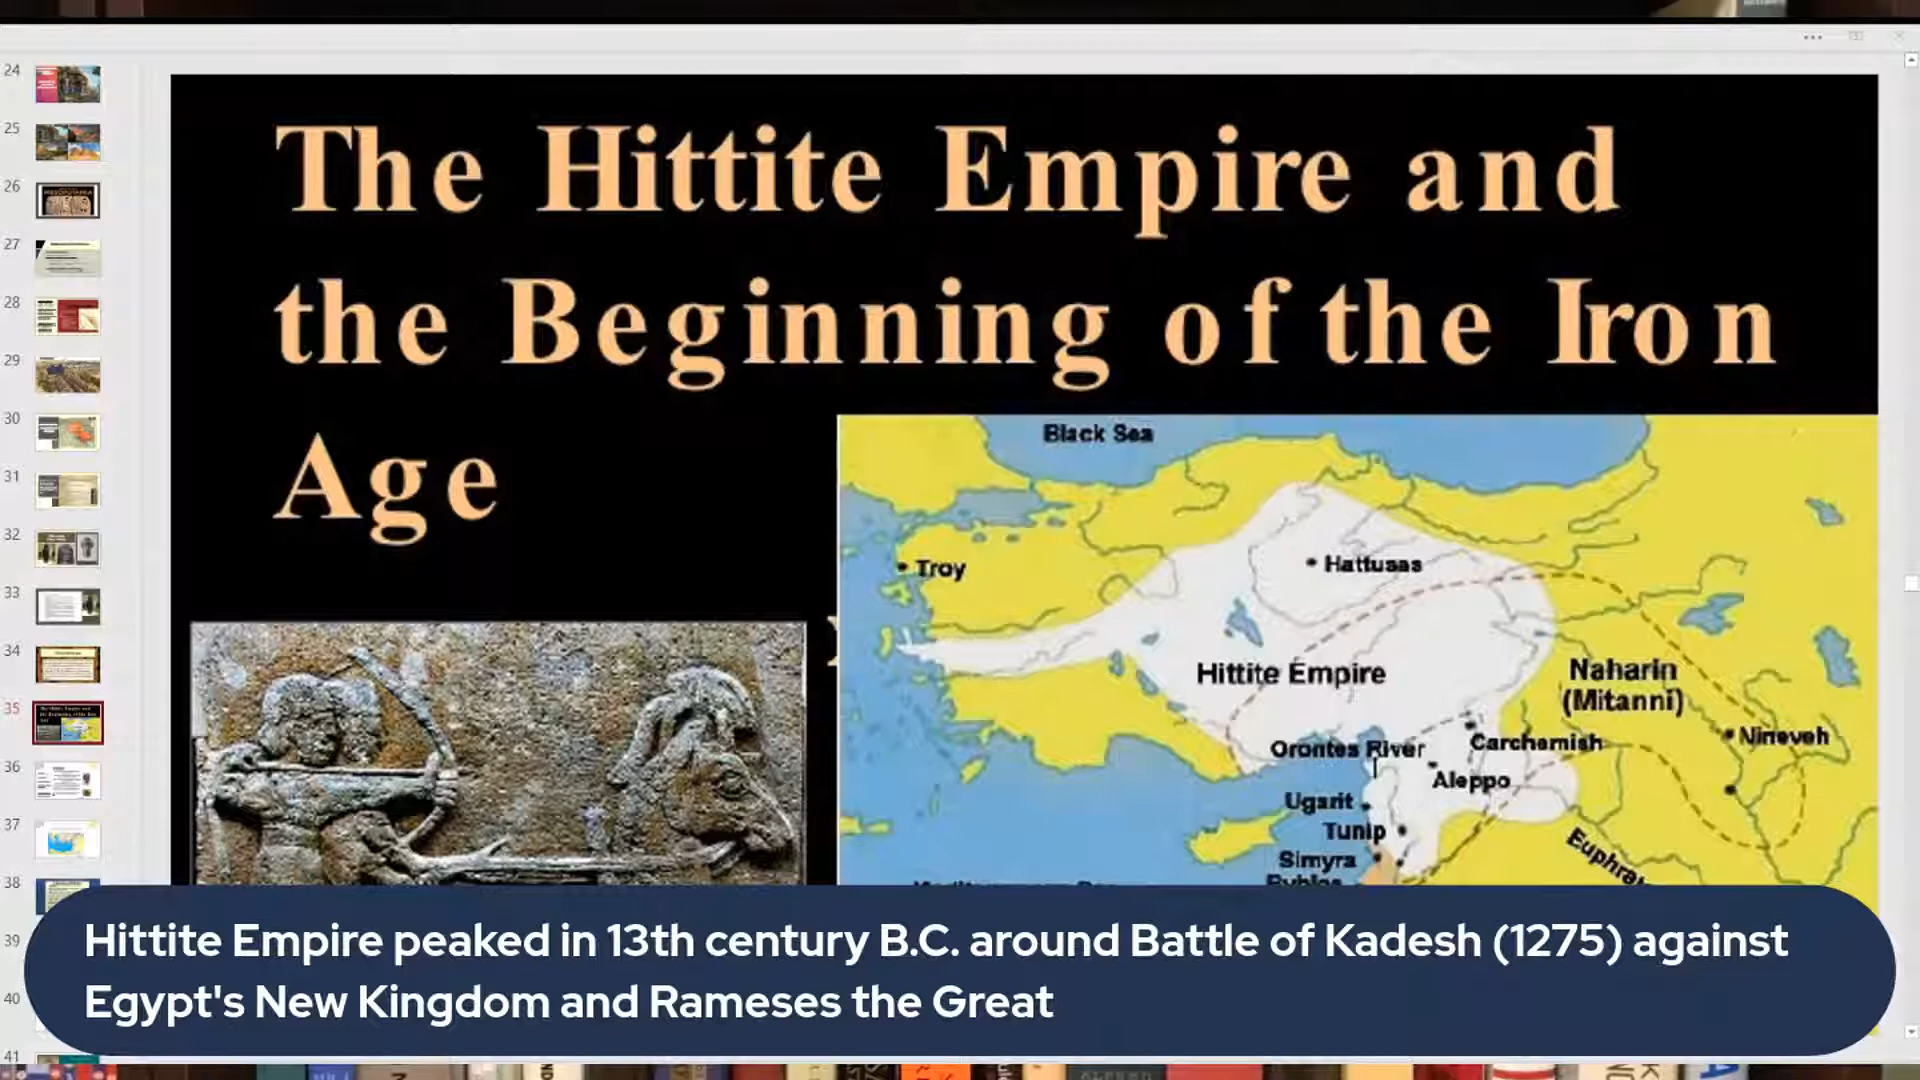 24
25
26
27
28
29
30
31
32
33
34
35
36
37
38
39
40
41
The Hittite Empire and
the Beginning of the Iron
Age
Black Sea
Troy
Hattusas
Hittite Empire
Naharin
(Mitanni)
Nineveh
Orontes River
Carchemish
Aleppo
Ugarit
Tunip
Simyra
Byblos
Hittite Empire peaked in 13th century B.C. around Battle of Kadesh (1275) against
Egypt's New Kingdom and Rameses the Great